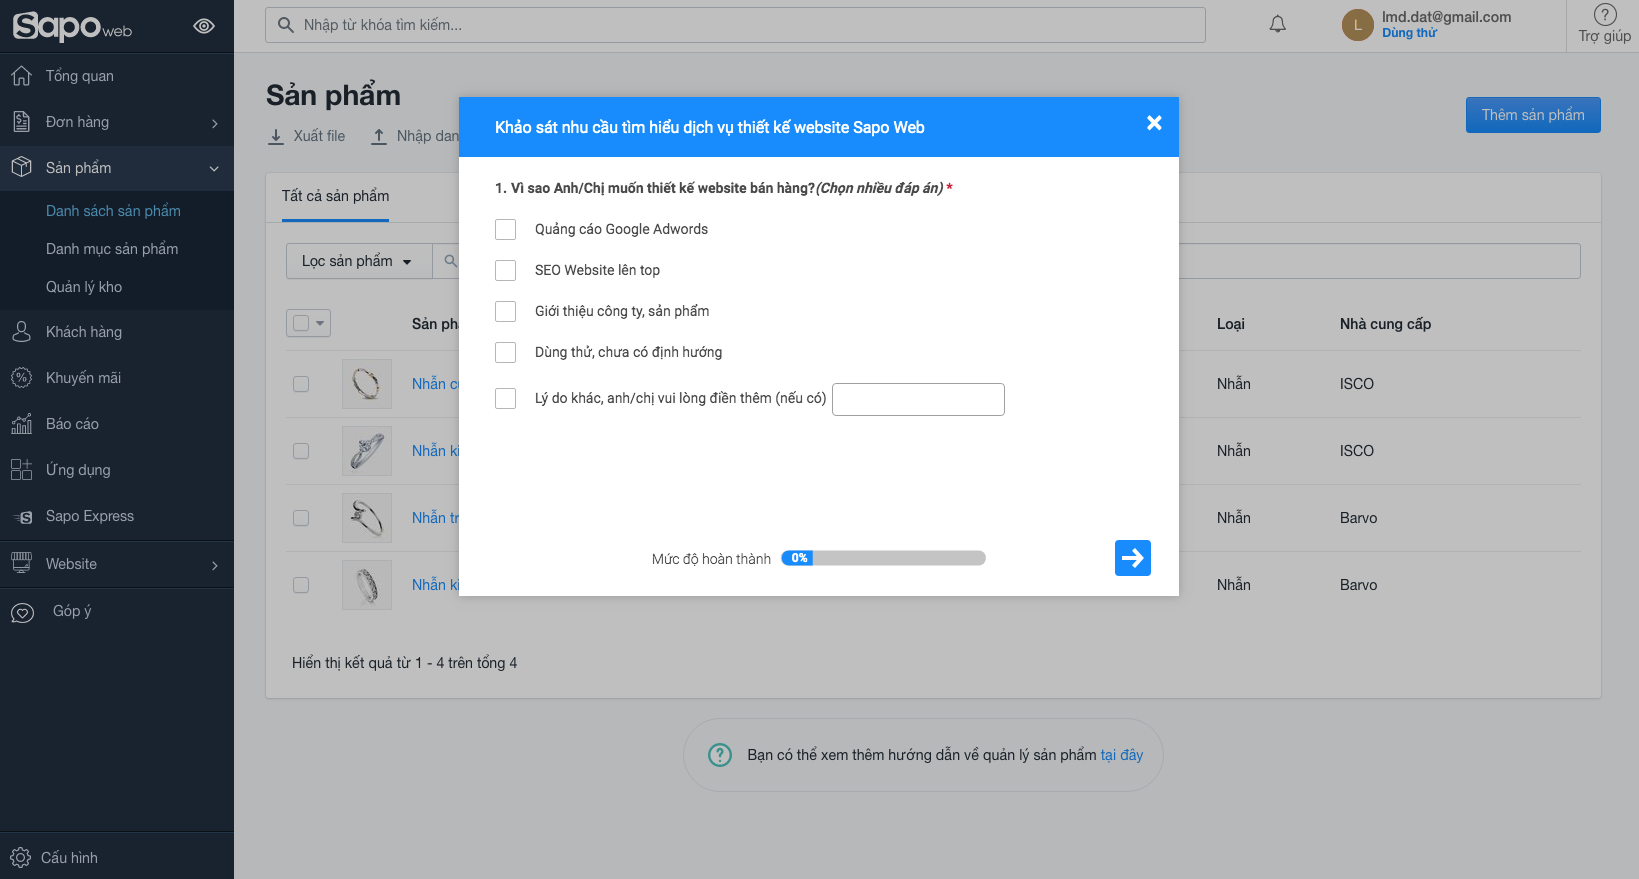 Sapo web
Nhập từ khóa tìm kiếm...
L
lmd.dat@gmail.com
Dùng thử
Trợ giúp
Tổng quan
Đơn hàng
Sản phẩm
Danh sách sản phẩm
Danh mục sản phẩm
Quản lý kho
Khách hàng
Khuyến mãi
Báo cáo
Ứng dụng
Sapo Express
Website
Góp ý
Cấu hình
Sản phẩm
Xuất file
Nhập dan
Thêm sản phẩm
Tất cả sản phẩm
Lọc sản phẩm
Khảo sát nhu cầu tìm hiểu dịch vụ thiết kế website Sapo Web
1. Vì sao Anh/Chị muốn thiết kế website bán hàng?(Chọn nhiều đáp án) *
Quảng cáo Google Adwords
SEO Website lên top
Giới thiệu công ty, sản phẩm
Dùng thử, chưa có định hướng
Lý do khác, anh/chị vui lòng điền thêm (nếu có)
Mức độ hoàn thành 0%
Sản ph Loại Nhà cung cấp
Nhẫn c Nhẫn ISCO
Nhẫn ki Nhẫn ISCO
Nhẫn tr Nhẫn Barvo
Nhẫn ki Nhẫn Barvo
Hiển thị kết quả từ 1 - 4 trên tổng 4
Bạn có thể xem thêm hướng dẫn về quản lý sản phẩm tại đây